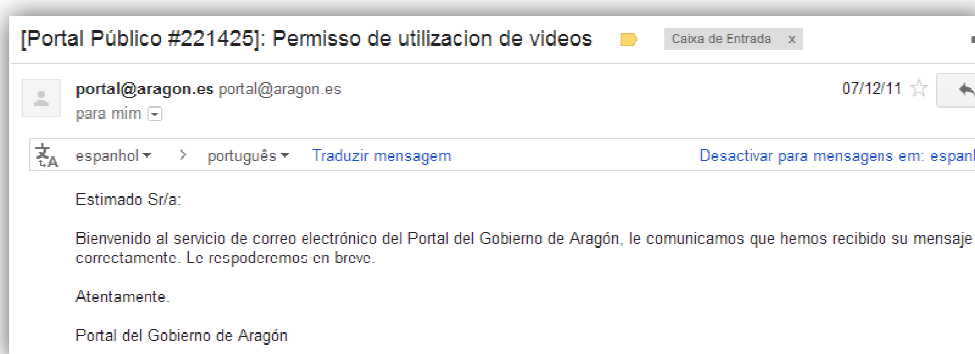 [Portal Público #221425]: Permisso de utilizacion de videos Caixa de Entrada x
portal@aragon.es portal@aragon.es 07/12/11
para mim
espanhol > português Traduzir mensagem Desactivar para mensagens em: espanh
Estimado Sr/a:
Bienvenido al servicio de correo electrónico del Portal del Gobierno de Aragón, le comunicamos que hemos recibido su mensaje
correctamente. Le respoderemos en breve.
Atentamente.
Portal del Gobierno de Aragón